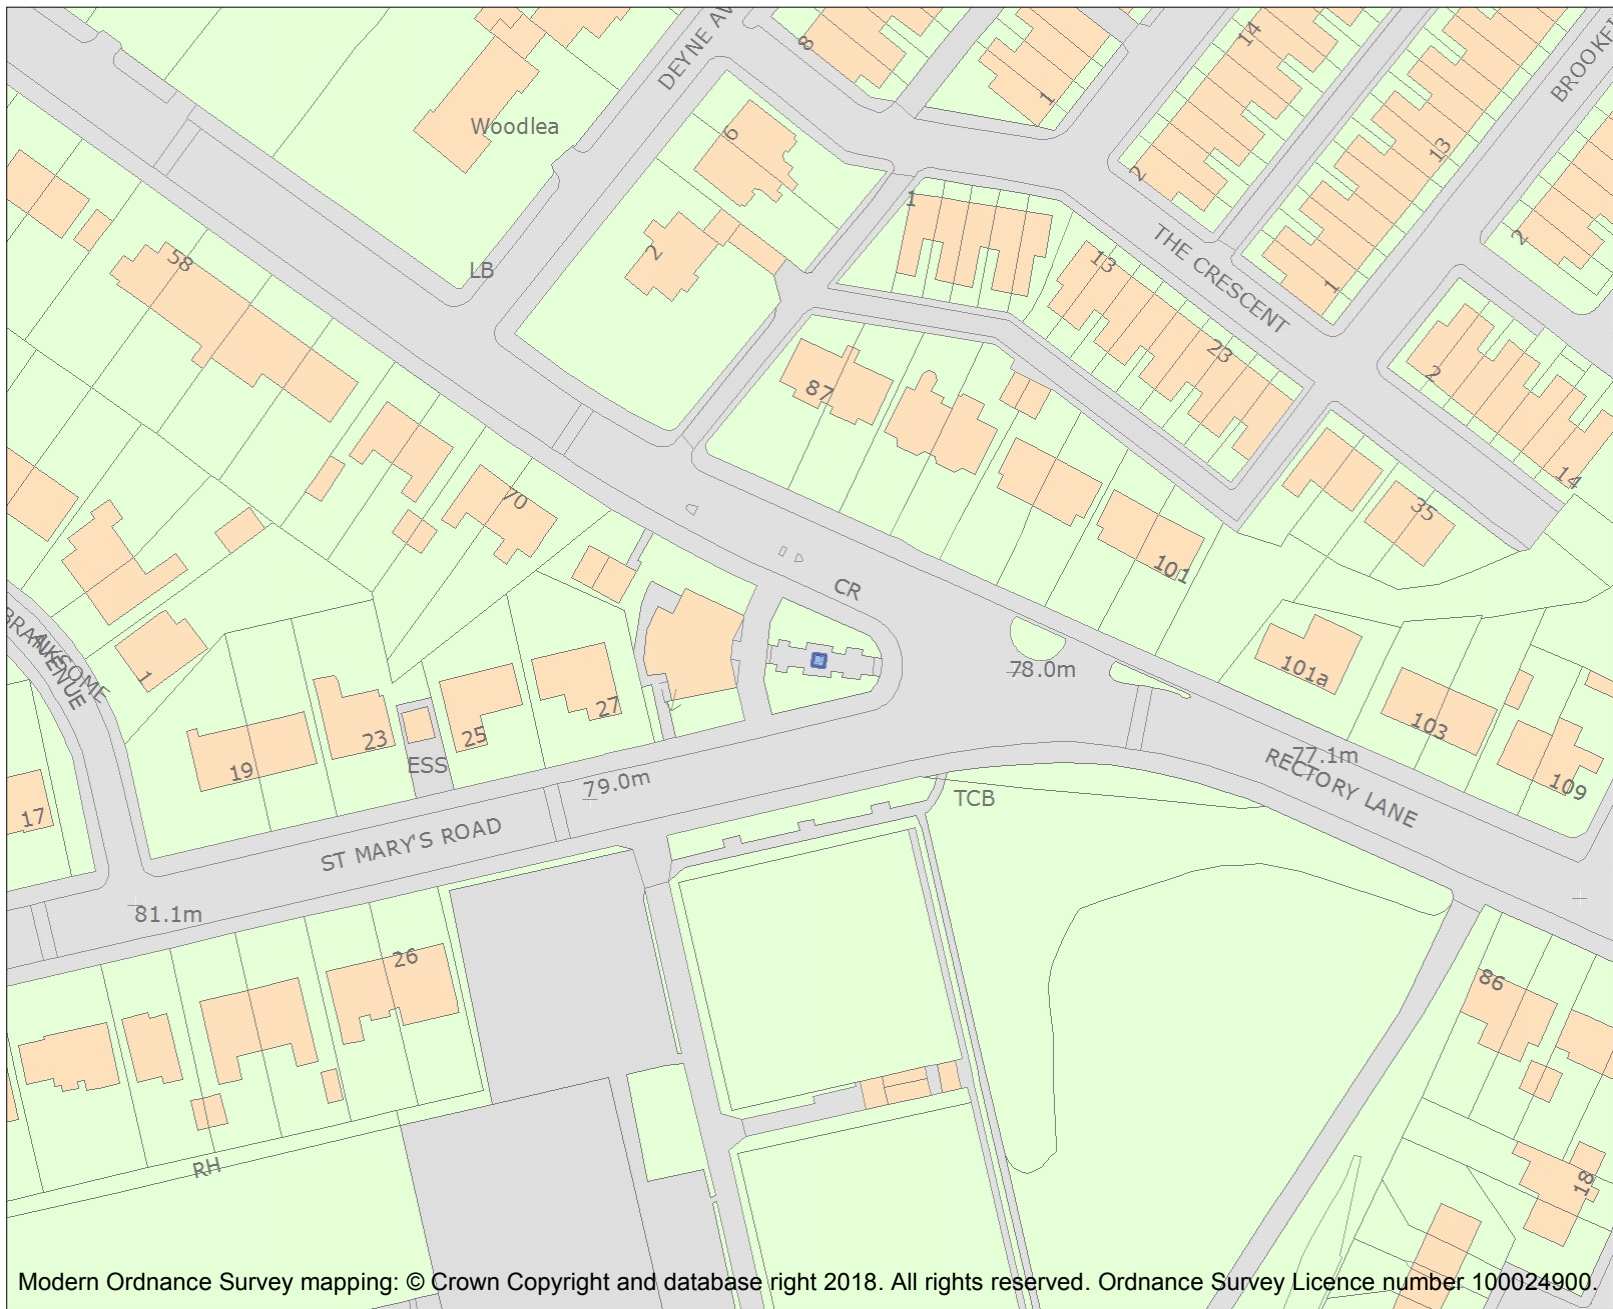 DEYNE AV
8
1
14
BROOKFI
Woodlea
6
13
2
1
2
THE CRESCENT
2
58
LB
13
1
23
87
2
14
70
35
101
CR
BRANKSOME
AVENUE
1
101a
78.0m
27
23
25
103
77.1m
RECTORY LANE
109
19
ESS
79.0m
TCB
17
ST MARY'S ROAD
81.1m
26
86
RH
18
Modern Ordnance Survey mapping: © Crown Copyright and database right 2018. All rights reserved. Ordnance Survey Licence number 100024900.